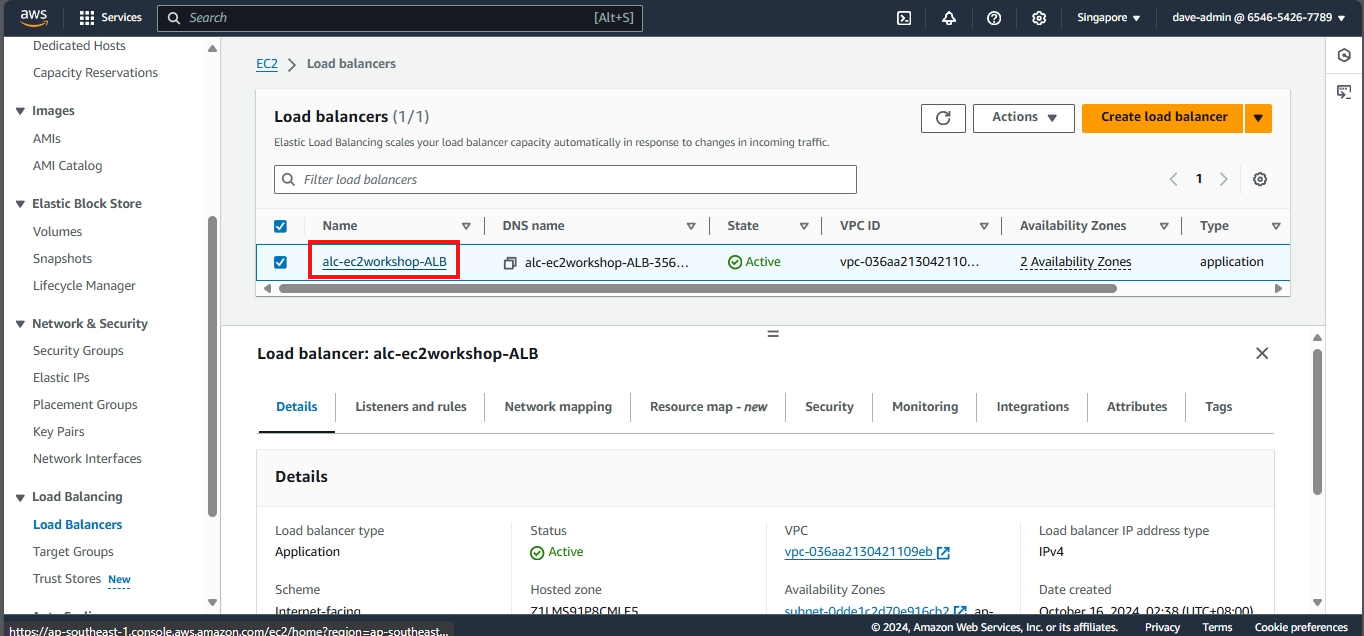 aws Services Search [Alt+S] Singapore dave-admin @ 6546-5426-7789
Dedicated Hosts
Capacity Reservations
Images
AMIs
AMI Catalog
Elastic Block Store
Volumes
Snapshots
Lifecycle Manager
Network & Security
Security Groups
Elastic IPs
Placement Groups
Key Pairs
Network Interfaces
Load Balancing
Load Balancers
Target Groups
Trust Stores New
EC2 Load balancers
Load balancers (1/1) Actions Create load balancer
Elastic Load Balancing scales your load balancer capacity automatically in response to changes in incoming traffic.
Filter load balancers 1
Name DNS name State VPC ID Availability Zones Type
alc-ec2workshop-ALB alc-ec2workshop-ALB-356... Active vpc-036aa213042110... 2 Availability Zones application
Load balancer: alc-ec2workshop-ALB
Details Listeners and rules Network mapping Resource map - new Security Monitoring Integrations Attributes Tags
Details
Load balancer type Status VPC Load balancer IP address type
Application Active vpc-036aa2130421109eb IPv4
Scheme Hosted zone Availability Zones Date created
Internet-facing Z1LMS91P8CMLE5 subnet-0dde1c2d70e916cb2 , ap- October 16, 2024, 02:38 (UTC+08:00)
https://ap-southeast-1.console.aws.amazon.com/ec2/home?region=ap-southeast... © 2024, Amazon Web Services, Inc. or its affiliates. Privacy Terms Cookie preferences